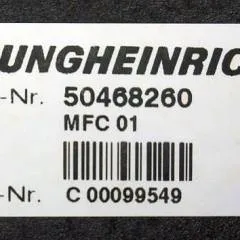 UNGHEINRIC
-Nr. 50468260
MFC 01
-Nr. C 00099549